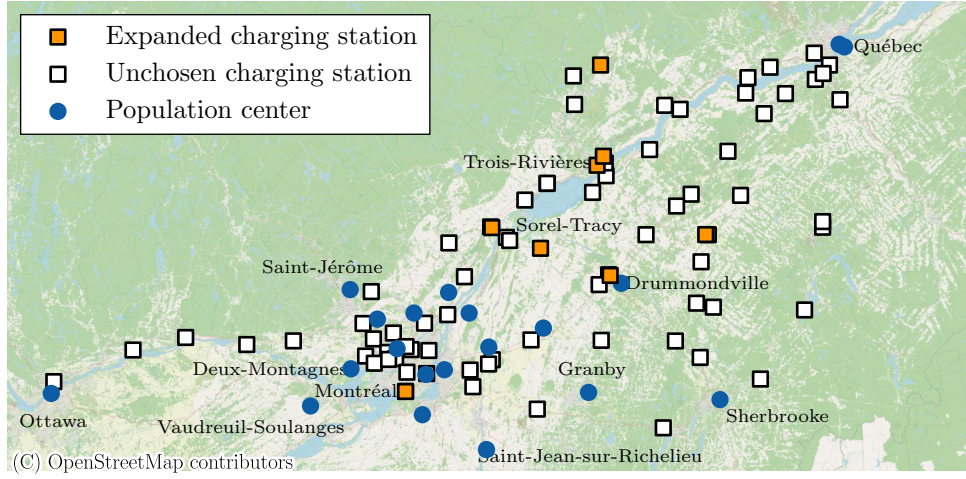 Expanded charging station
Unchosen charging station
Population center
Québec
Trois-Rivières
Sorel-Tracy
Saint-Jérôme
Drummondville
Deux-Montagnes
Granby
Montréal
Sherbrooke
Ottawa
Vaudreuil-Soulanges
Saint-Jean-sur-Richelieu
(C) OpenStreetMap contributors